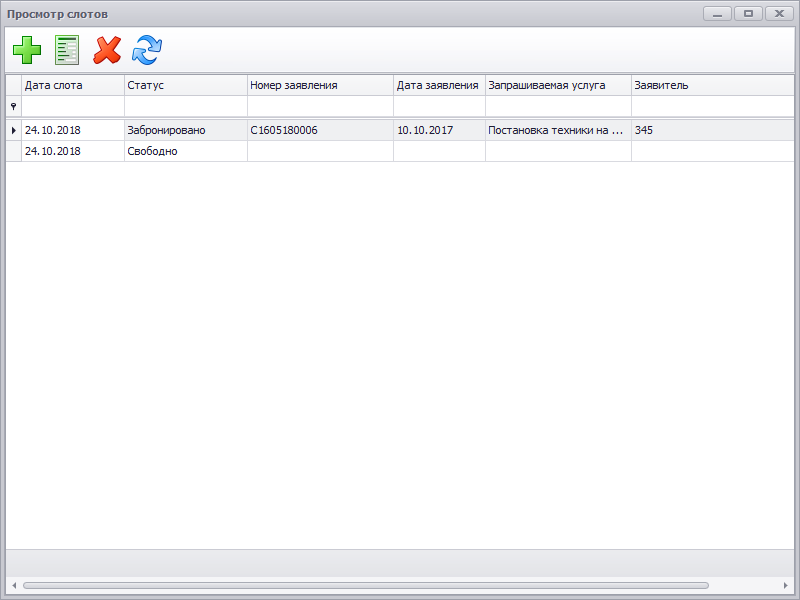 Просмотр слотов
Дата слота Статус Номер заявления Дата заявления Запрашиваемая услуга Заявитель
24.10.2018 Забронировано С1605180006 10.10.2017 Постановка техники на ... 345
24.10.2018 Свободно